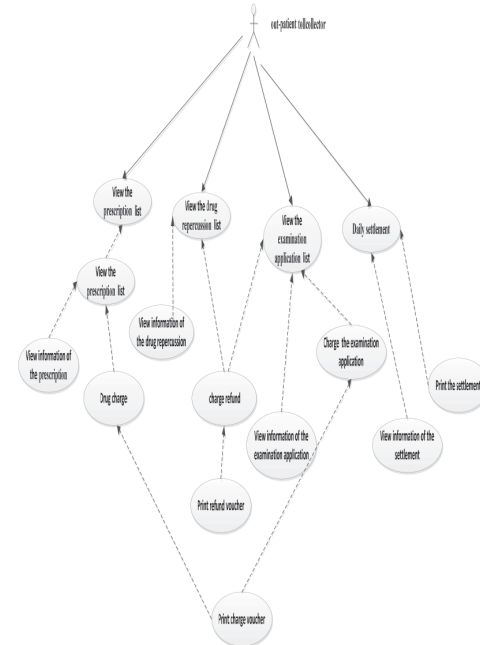 out-patient tollcollector
View the
prescription list
View the drug
repercussion list
View the
examination
application list
Daily settlement
View the
prescription list
View information of
the drug repercussion
Charge the examination
application
View information of
the prescription
Drug charge
charge refund
Print the settlement
View information of the
examination application
View information of the
settlement
Print refund voucher
Print charge voucher